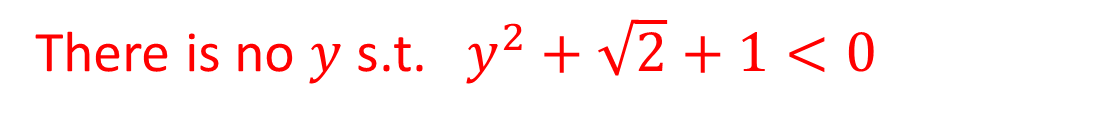 There is no y s.t. y² + √2 + 1 < 0